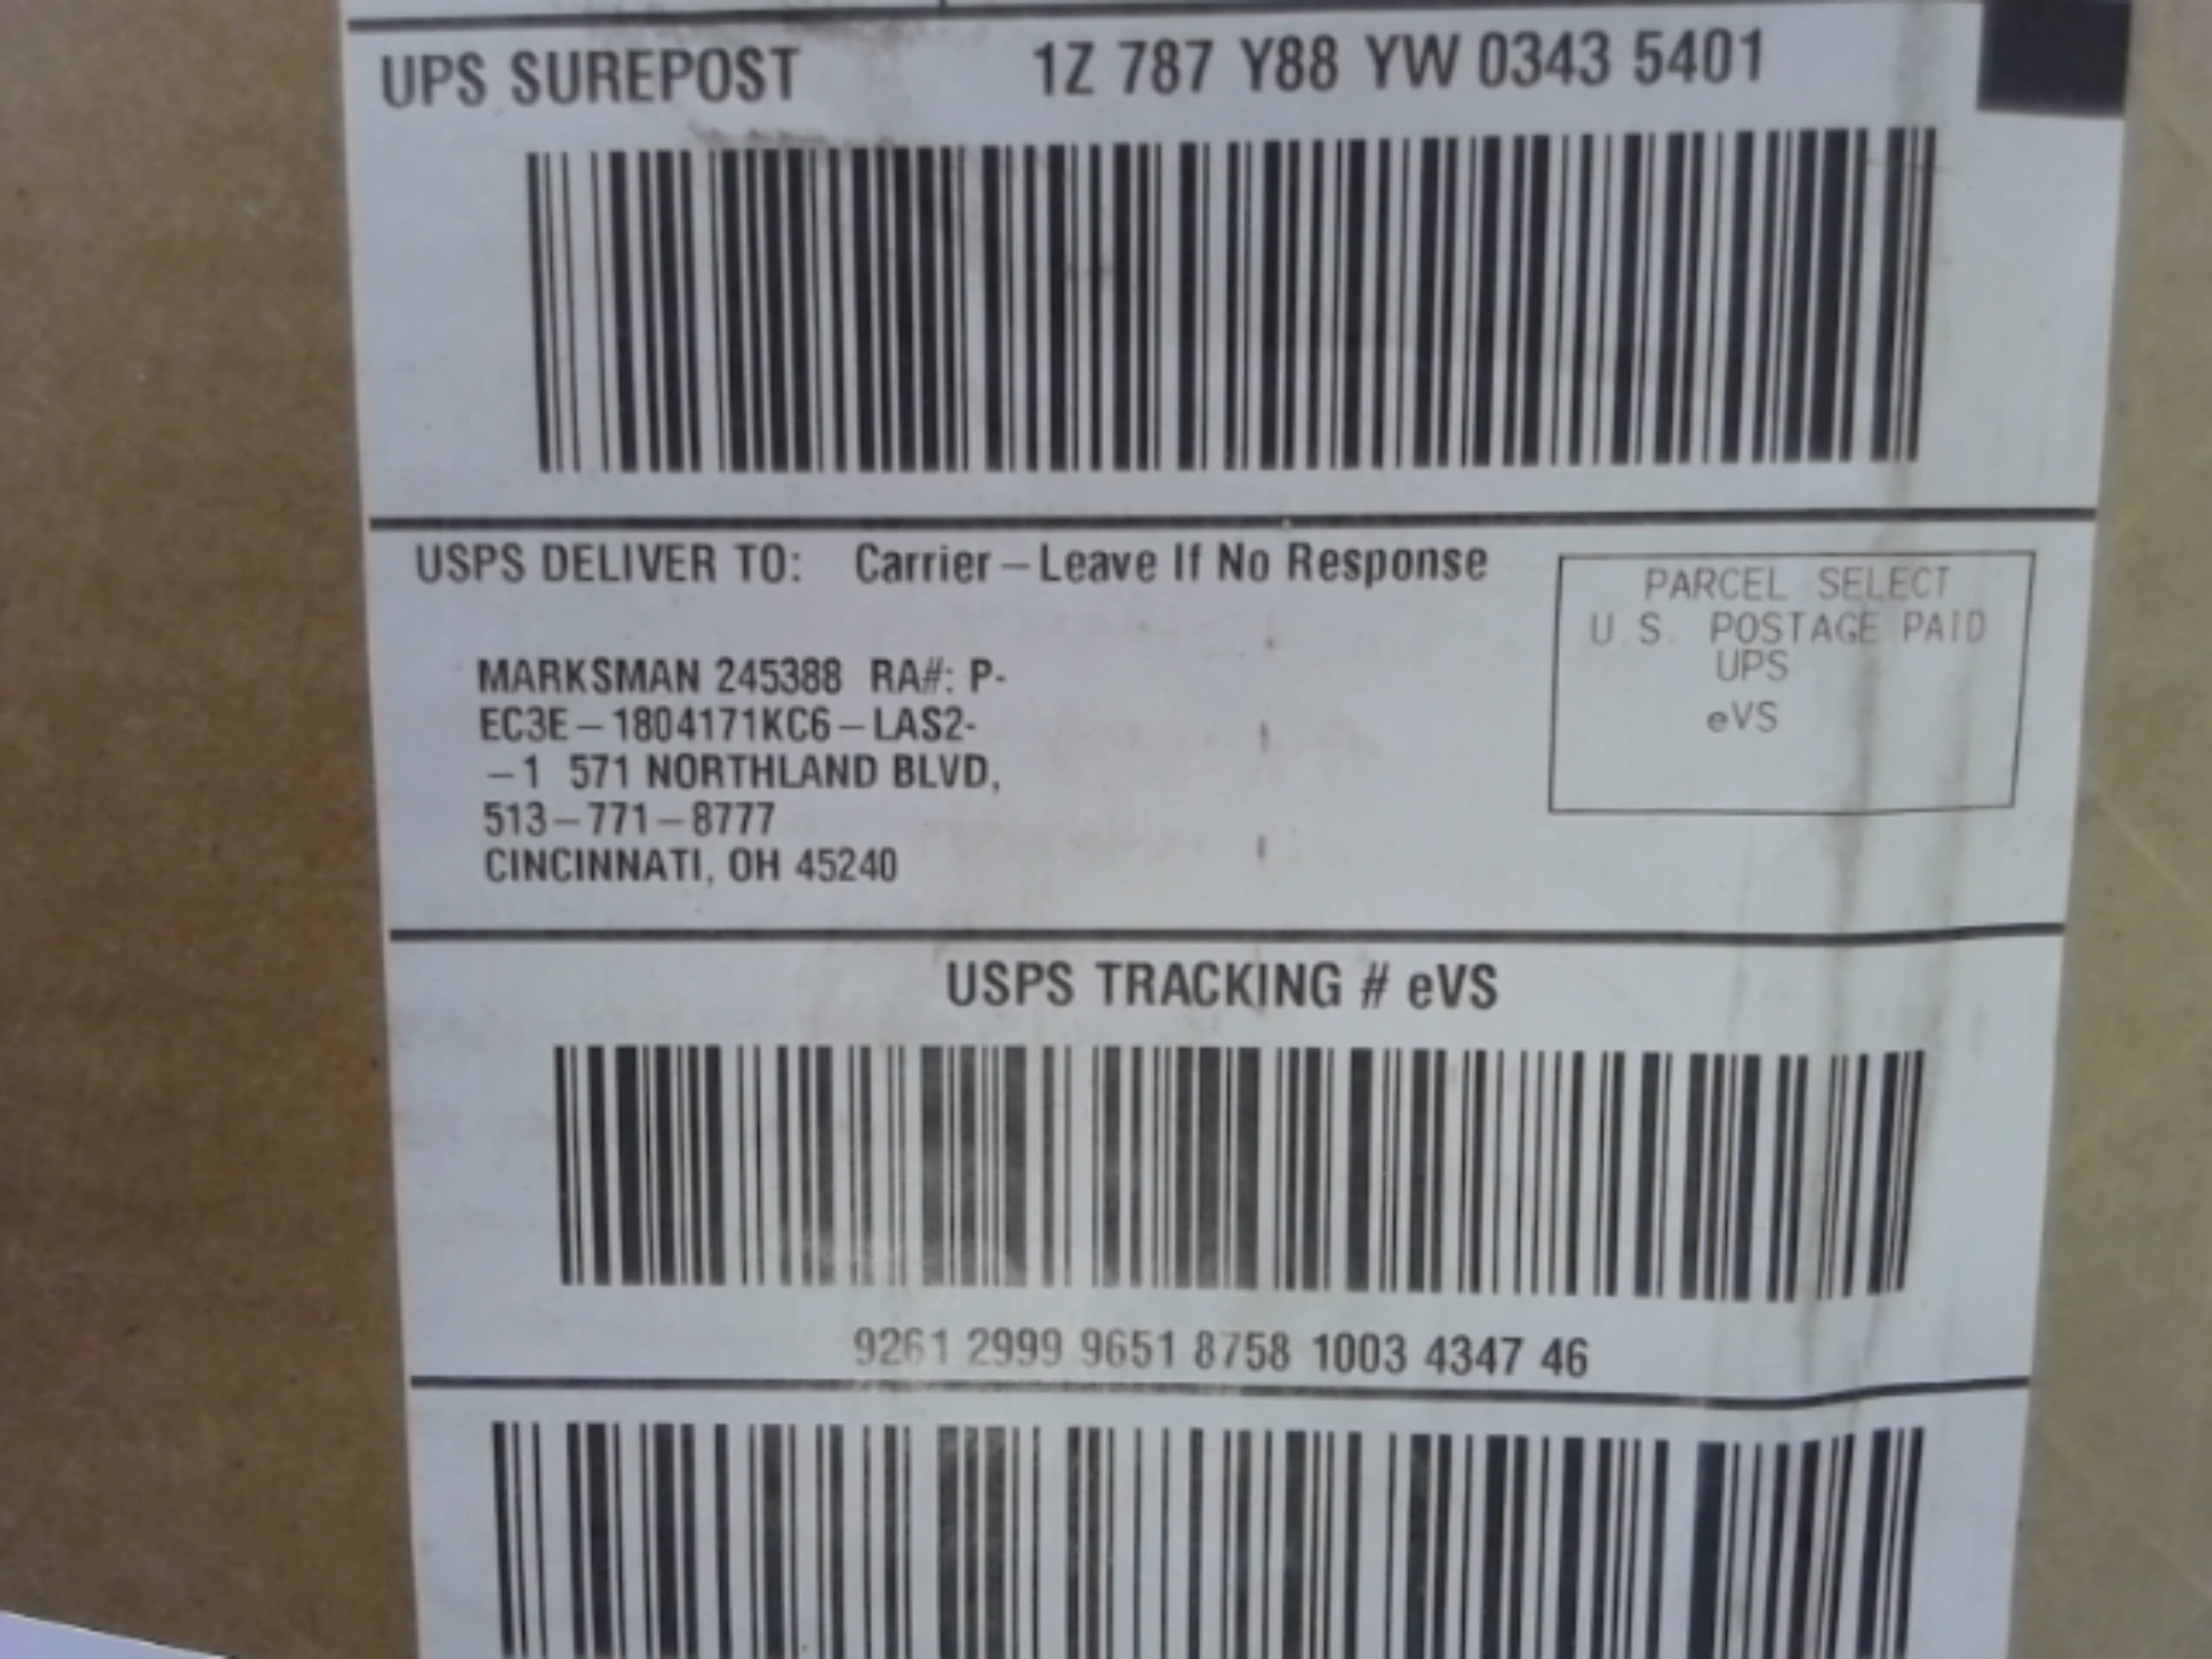 UPS SUREPOST 1Z 787 Y88 YW 0343 5401
USPS DELIVER TO: Carrier – Leave If No Response
MARKSMAN 245388 RA#: P-
EC3E – 1804171KC6 – LAS2-
– 1 571 NORTHLAND BLVD,
513 – 771 – 8777
CINCINNATI, OH 45240
PARCEL SELECT
U.S. POSTAGE PAID
UPS
eVS
USPS TRACKING # eVS
9261 2999 9651 8758 1003 4347 46